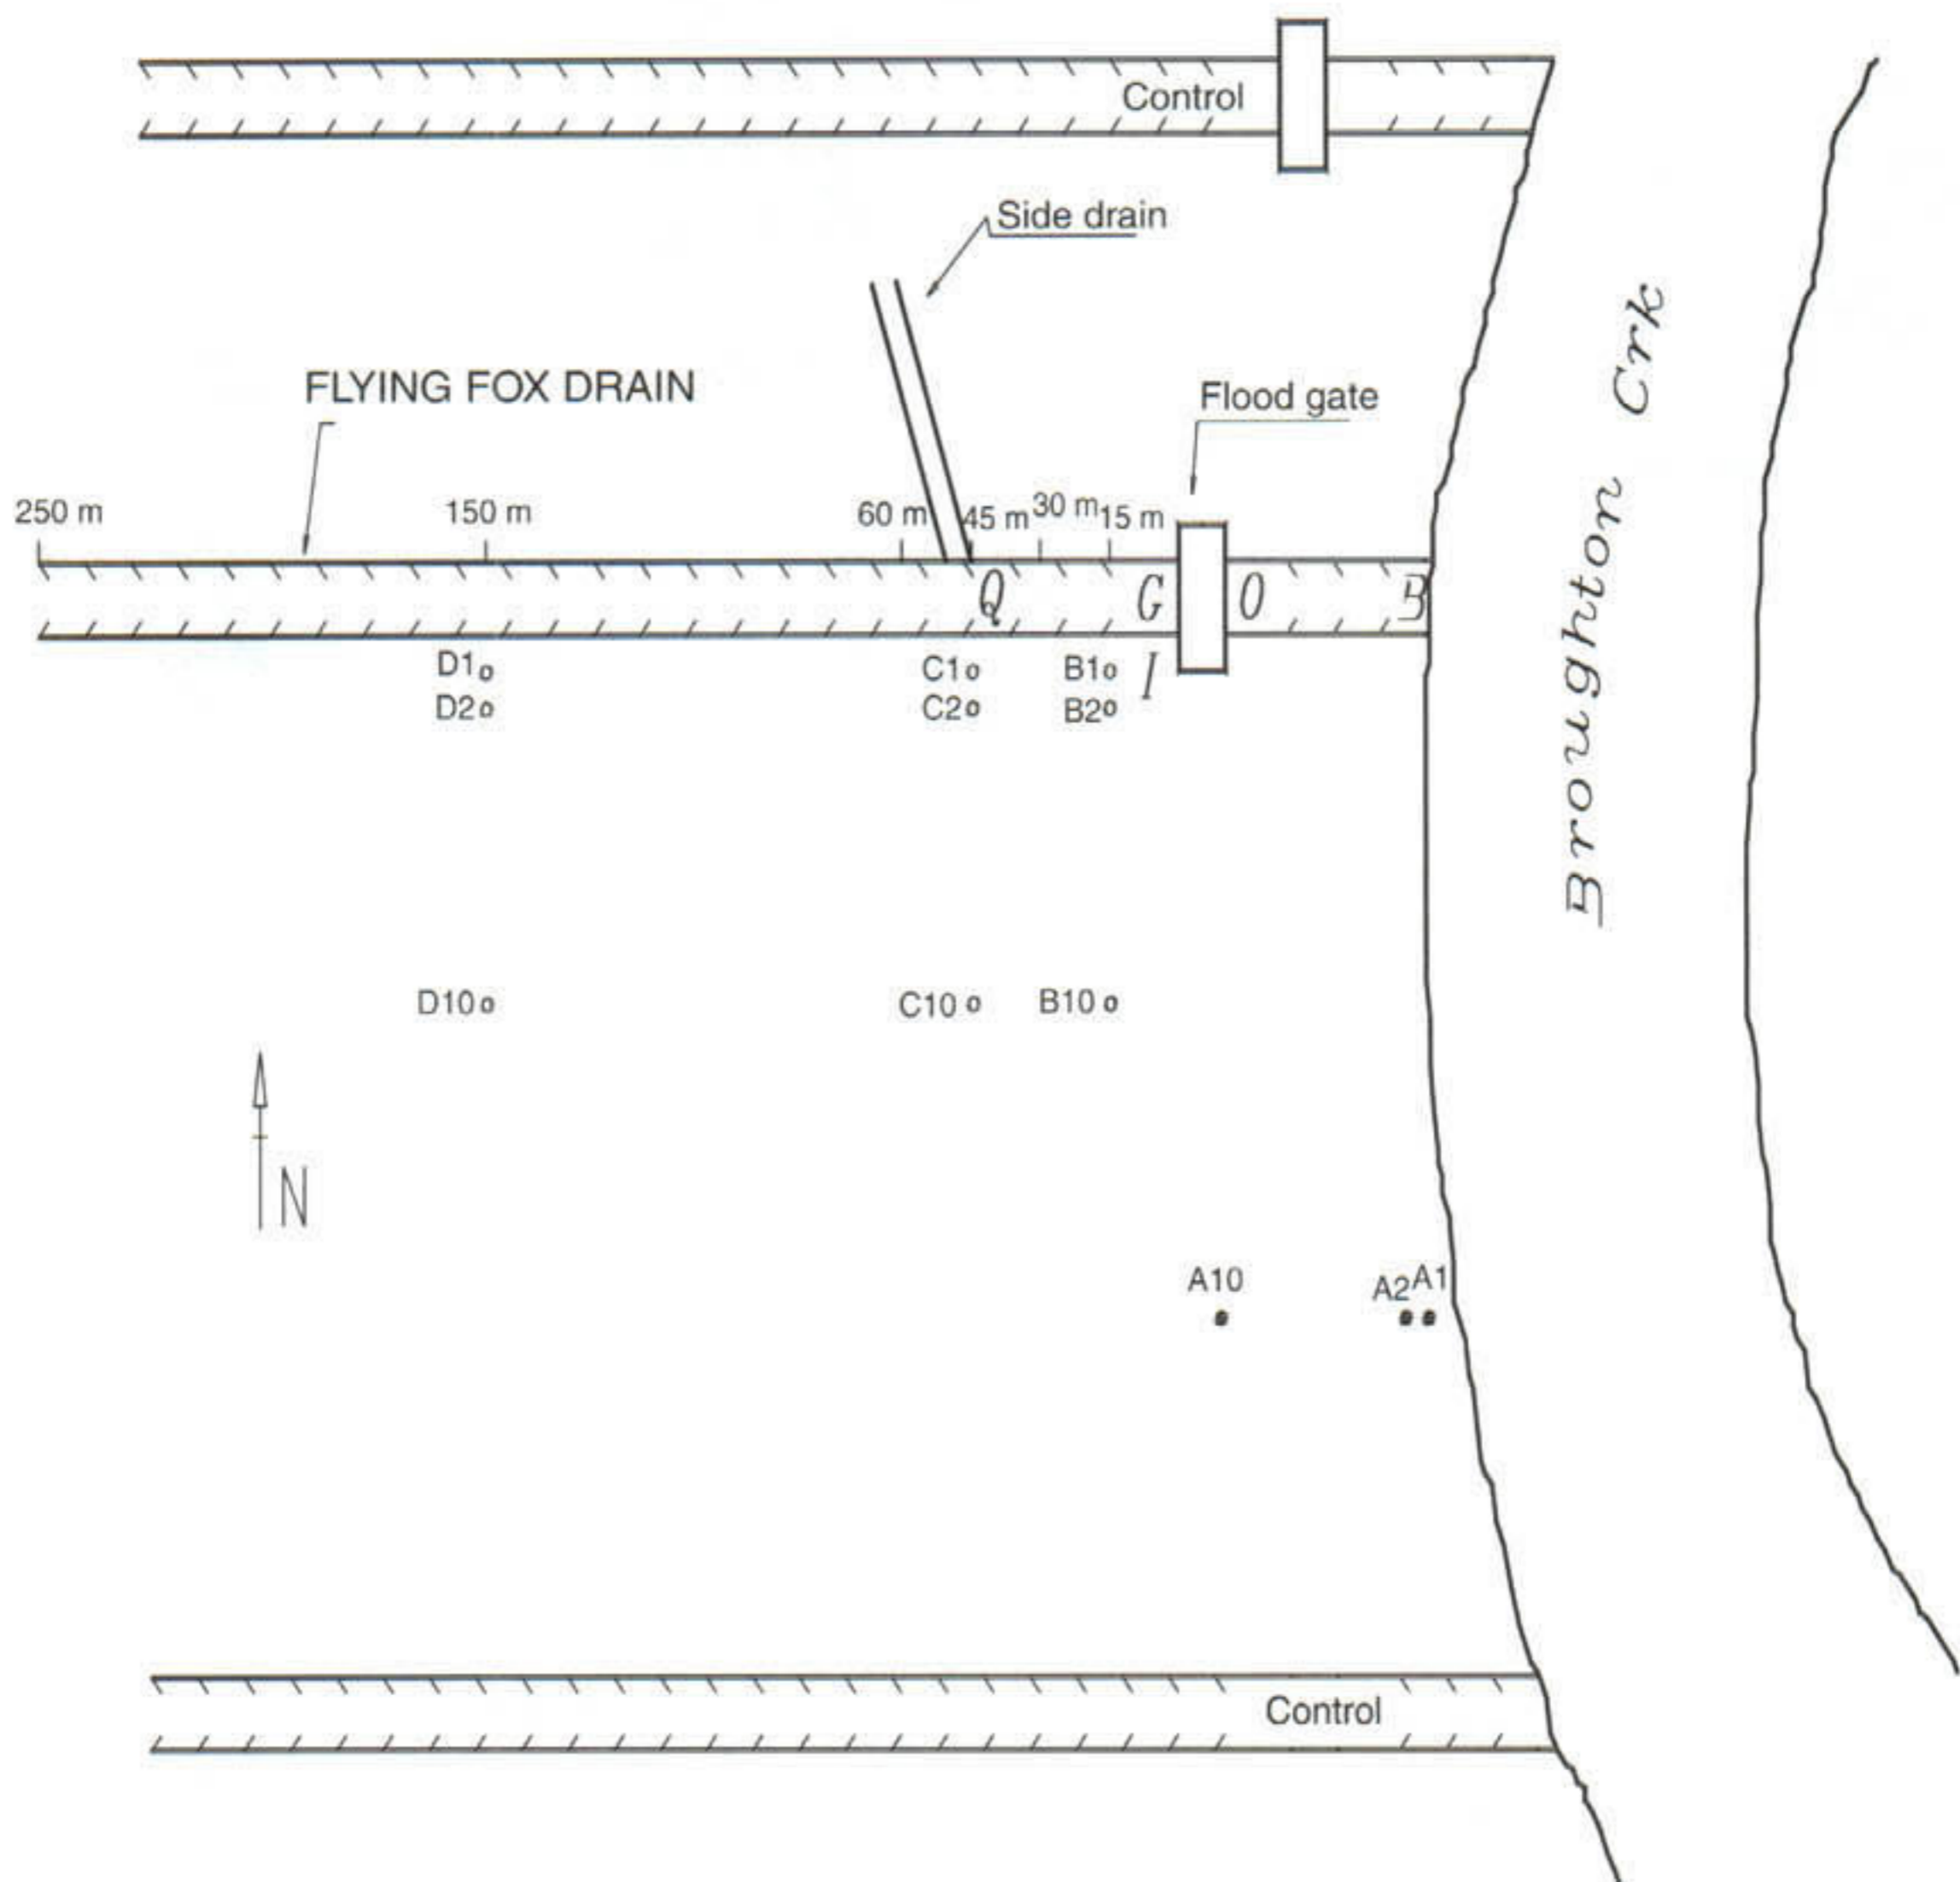 Control
Side drain
FLYING FOX DRAIN
Flood gate
Broughton Crk
250 m 150 m 60 m 45 m 30 m 15 m
Q G O B
D1 C1 B1 I
D2 C2 B2
D10 C10 B10
N
A10 A2 A1
Control